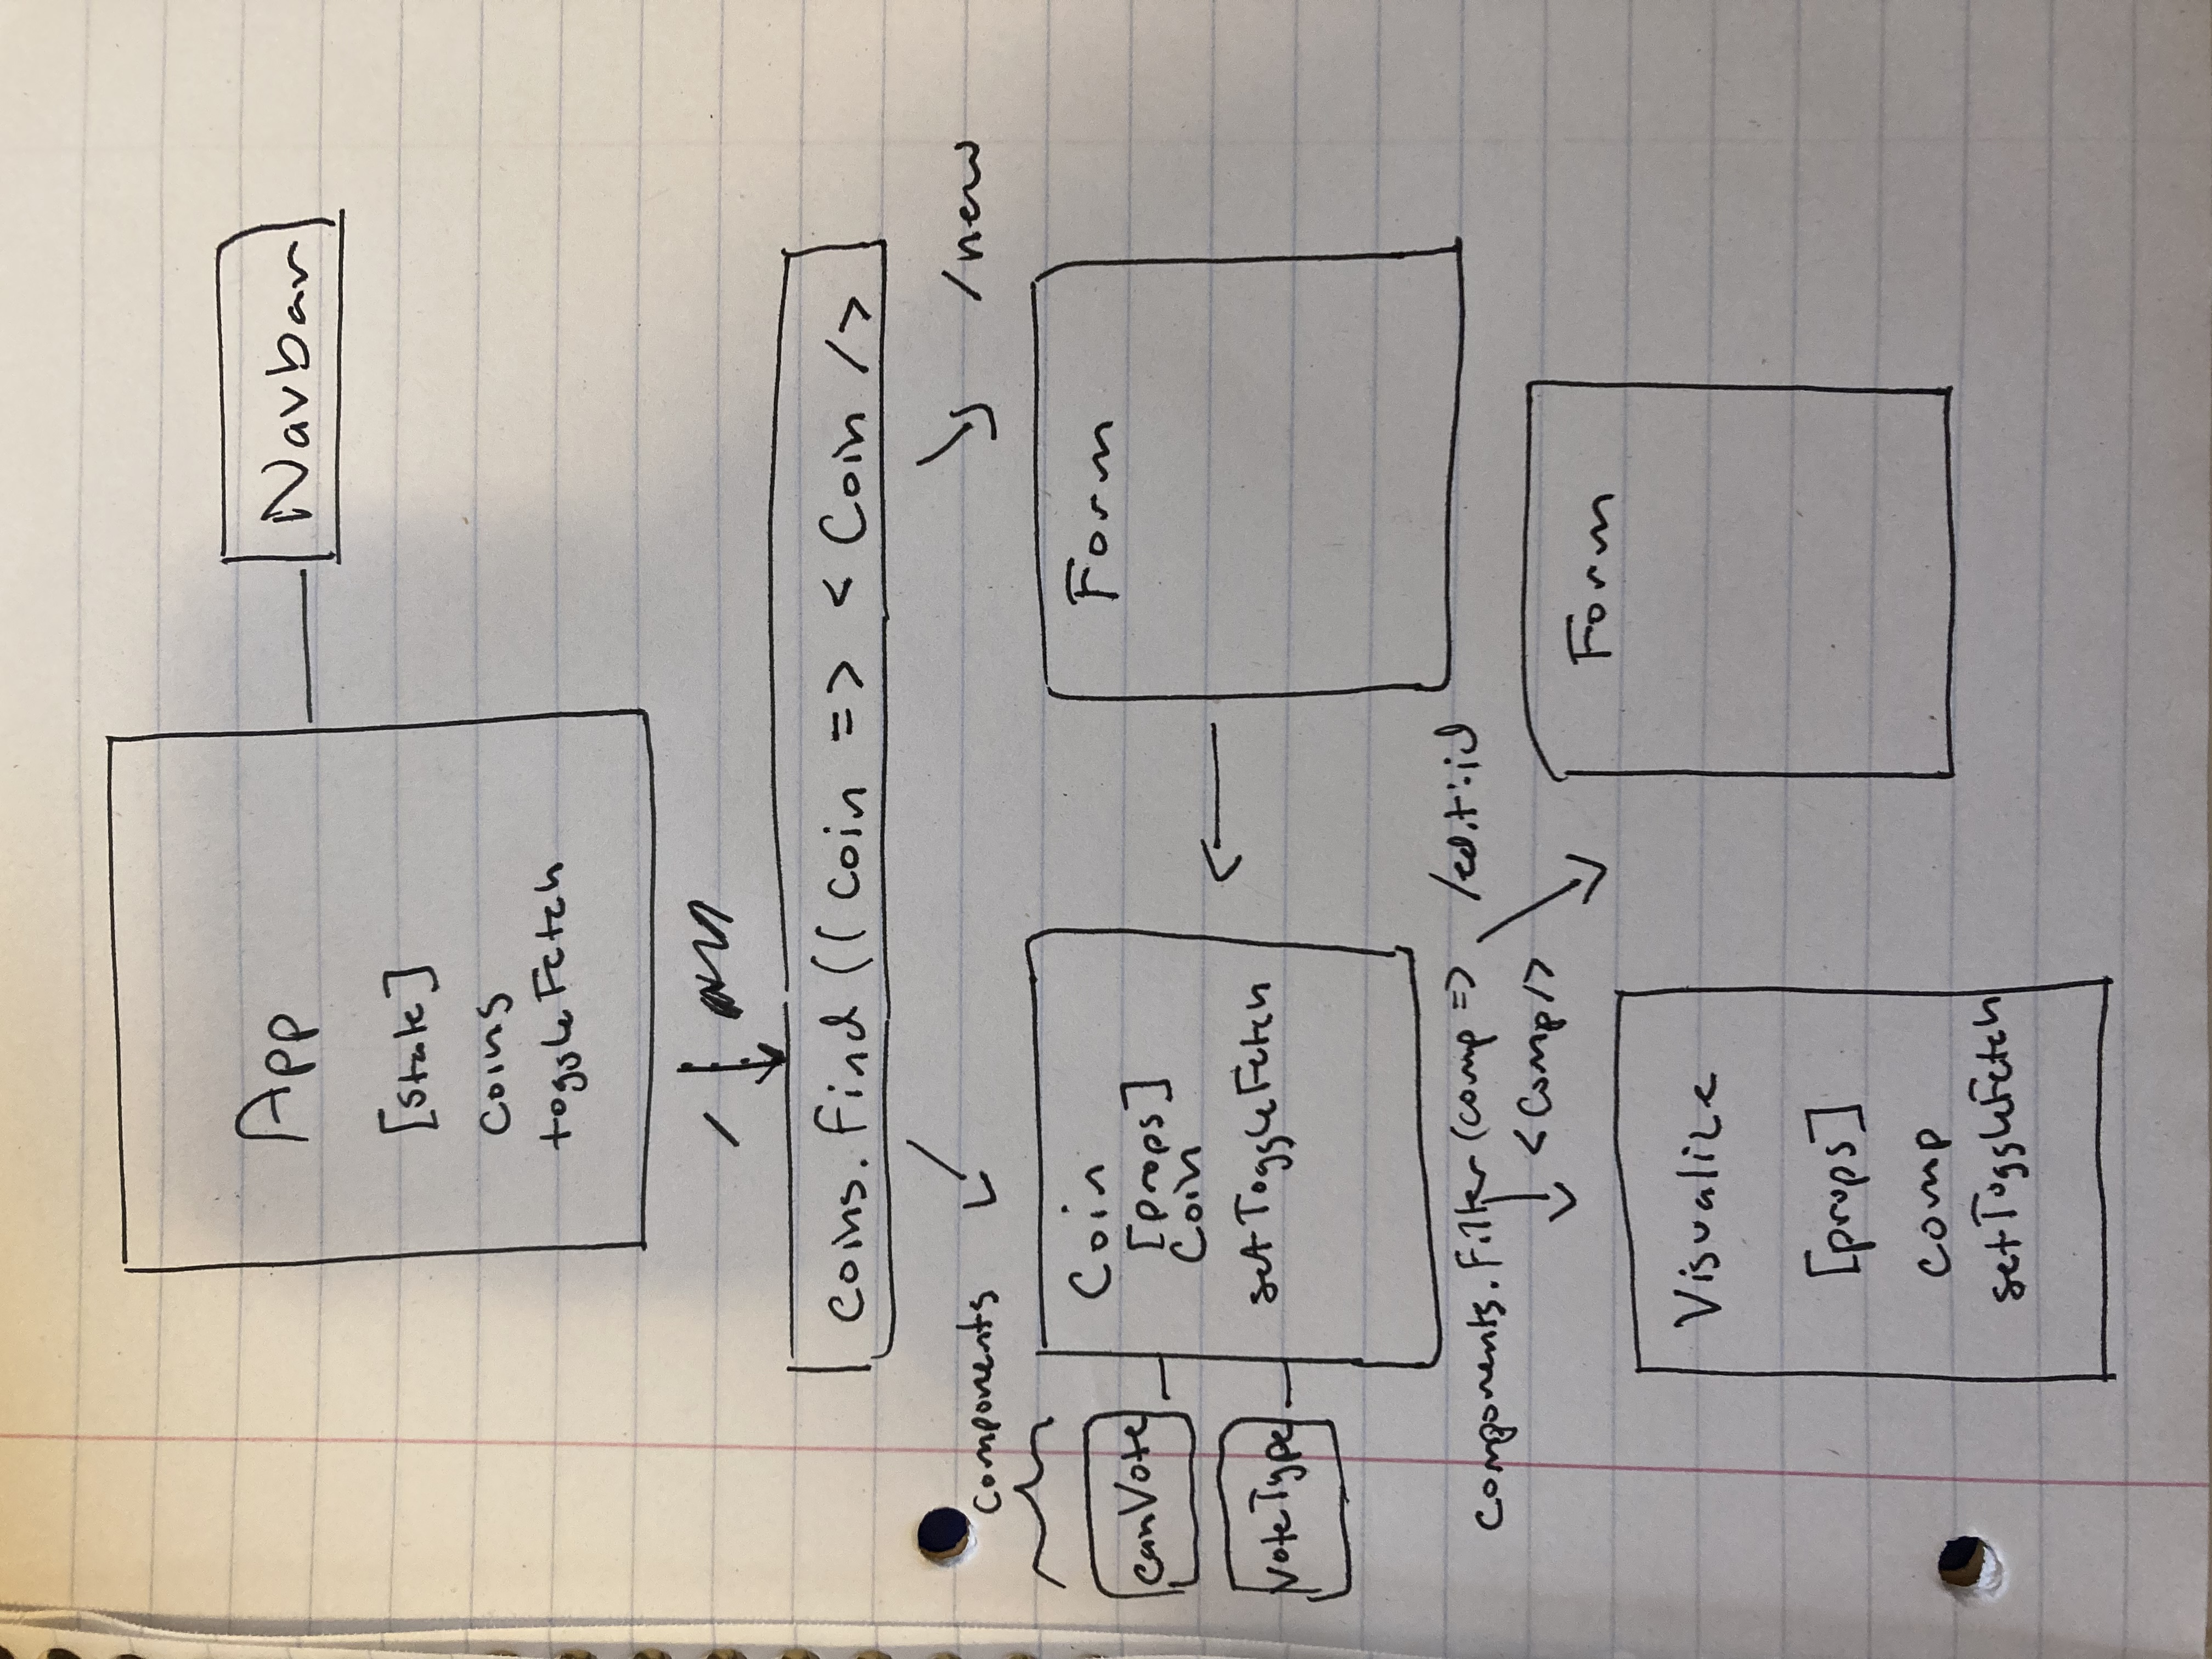 App
Navbar
[state]
coins
toggleFetch
/
coins.find((coin => <Coin />
/new
components
canVote
VoteType
Coin
[props]
Coin
setToggleFetch
Form
components.filter(comp =>
<Comp/>
/edit:id
Visualize
[props]
comp
setToggleFetch
Form